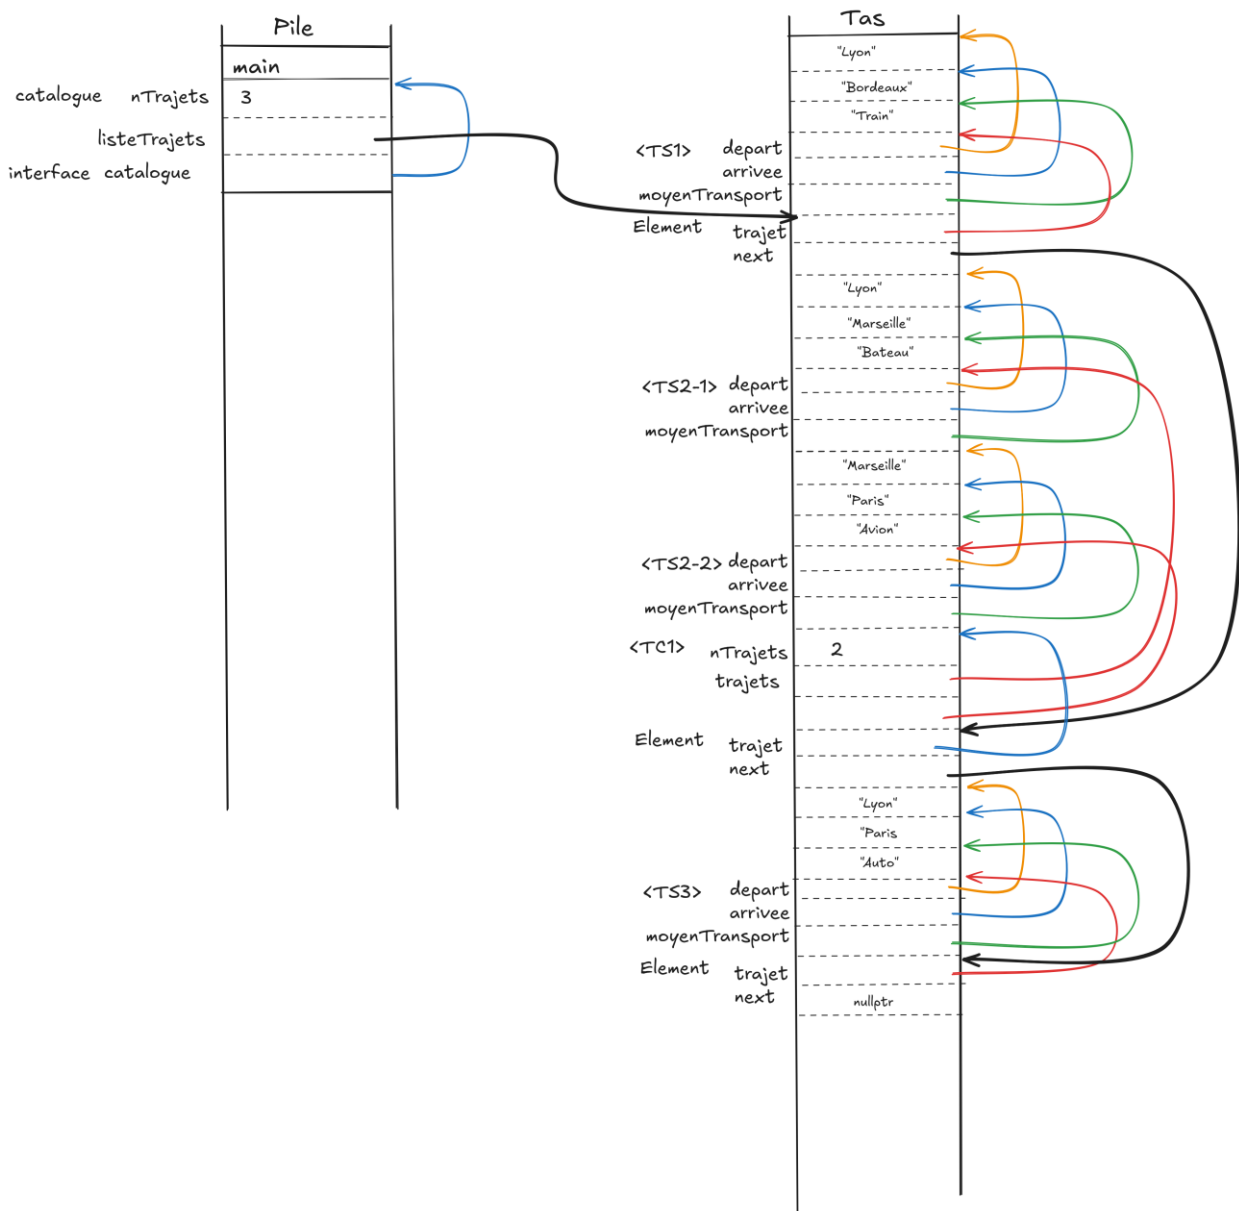 Pile
main
catalogue nTrajets 3
listeTrajets
interface catalogue
Tas
"Lyon"
"Bordeaux"
"Train"
<TS1> depart
arrivee
moyenTransport
Element trajet
next
"Lyon"
"Marseille"
"Bateau"
<TS2-1> depart
arrivee
moyenTransport
"Marseille"
"Paris"
"Avion"
<TS2-2> depart
arrivee
moyenTransport
<TC1> nTrajets 2
trajets
Element trajet
next
"Lyon"
"Paris
"Auto"
<TS3> depart
arrivee
moyenTransport
Element trajet
next
nullptr